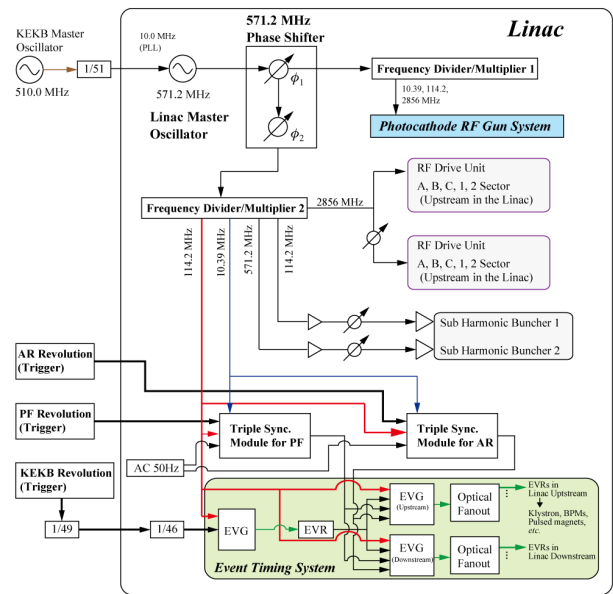 Linac
571.2 MHz
Phase Shifter
KEKB Master
Oscillator
510.0 MHz
1/51
10.0 MHz
(PLL)
571.2 MHz
Linac Master
Oscillator
ϕ1
ϕ2
Frequency Divider/Multiplier 1
10.39, 114.2,
2856 MHz
Photocathode RF Gun System
Frequency Divider/Multiplier 2
2856 MHz
RF Drive Unit
A, B, C, 1, 2 Sector
(Upstream in the Linac)
RF Drive Unit
A, B, C, 1, 2 Sector
(Upstream in the Linac)
114.2 MHz
10.39 MHz
571.2 MHz
114.2 MHz
Sub Harmonic Buncher 1
Sub Harmonic Buncher 2
AR Revolution
(Trigger)
PF Revolution
(Trigger)
Triple Sync.
Module for PF
Triple Sync.
Module for AR
AC 50Hz
KEKB Revolution
(Trigger)
1/49
1/46
EVG
EVR
EVG
(Upstream)
Optical
Fanout
EVRs in
Linac Upstream
Klystron, BPMs,
Pulsed magnets,
etc.
EVG
(Downstream)
Optical
Fanout
EVRs in
Linac Downstream
Event Timing System